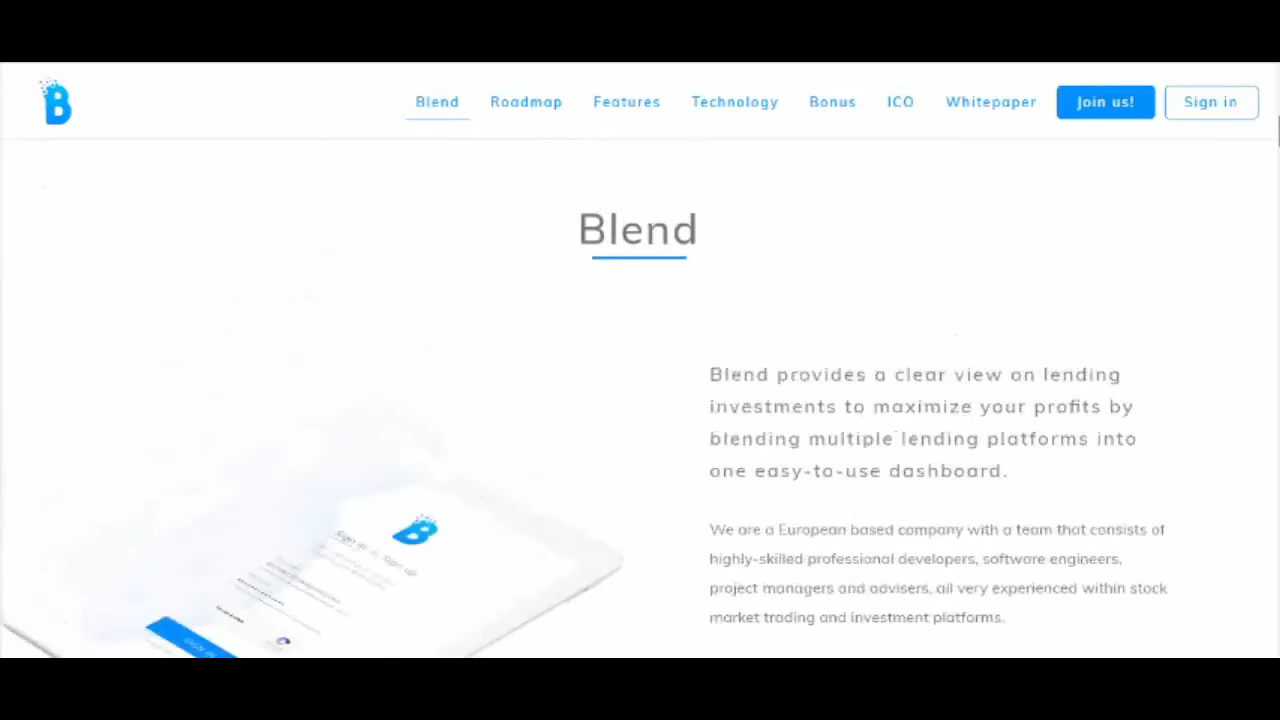 B
Blend Roadmap Features Technology Bonus ICO Whitepaper Join us! Sign in
Blend
Blend provides a clear view on lending
investments to maximize your profits by
blending multiple lending platforms into
one easy-to-use dashboard.
We are a European based company with a team that consists of
highly-skilled professional developers, software engineers,
project managers and advisers, all very experienced within stock
market trading and investment platforms.
B